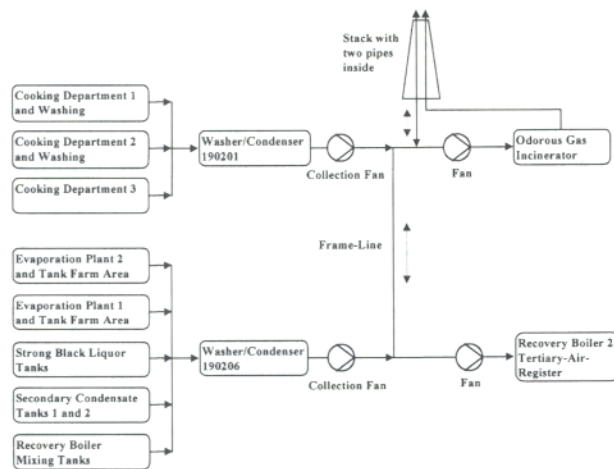 Stack with
two pipes
inside
Cooking Department 1
and Washing
Cooking Department 2
and Washing
Cooking Department 3
Washer/Condenser
190201
Collection Fan
Fan
Odorous Gas
Incinerator
Frame-Line
Evaporation Plant 2
and Tank Farm Area
Evaporation Plant 1
and Tank Farm Area
Strong Black Liquor
Tanks
Secondary Condensate
Tanks 1 and 2
Recovery Boiler
Mixing Tanks
Washer/Condenser
190206
Collection Fan
Fan
Recovery Boiler 2
Tertiary-Air-
Register